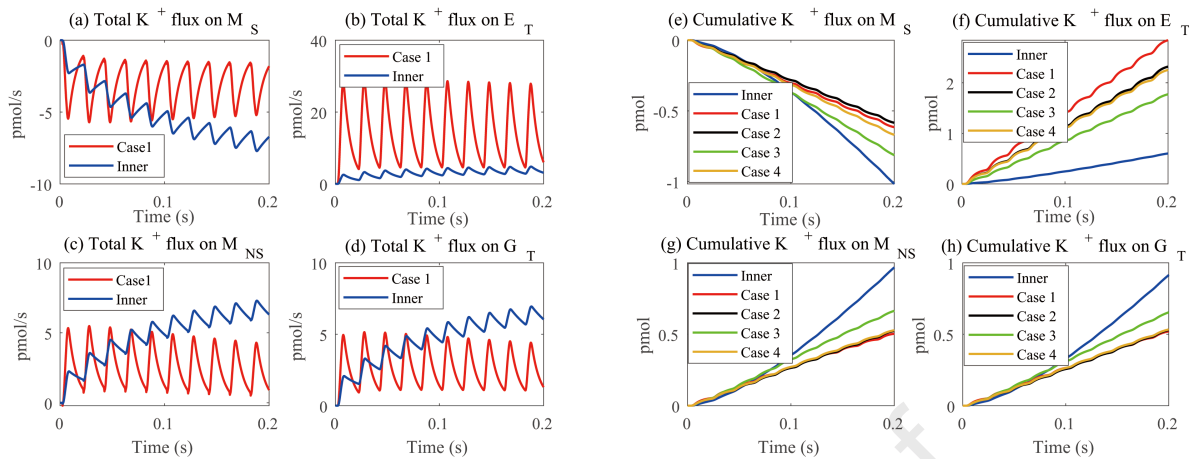 (a) Total K + flux on M S
0
-5
-10
pmol/s
Case1
Inner
0 0.1 0.2
Time (s)
(b) Total K + flux on E T
40
20
0
pmol/s
Case 1
Inner
0 0.1 0.2
Time (s)
(c) Total K + flux on M NS
10
5
0
pmol/s
Case1
Inner
0 0.1 0.2
Time (s)
(d) Total K + flux on G T
10
5
0
pmol/s
Case 1
Inner
0 0.1 0.2
Time (s)
(e) Cumulative K + flux on M S
0
-0.5
-1
pmol
Inner
Case 1
Case 2
Case 3
Case 4
0 0.1 0.2
Time (s)
(f) Cumulative K + flux on E T
2
1
0
pmol
Inner
Case 1
Case 2
Case 3
Case 4
0 0.1 0.2
Time (s)
(g) Cumulative K + flux on M NS
1
0.5
0
pmol
Inner
Case 1
Case 2
Case 3
Case 4
0 0.1 0.2
Time (s)
(h) Cumulative K + flux on G T
1
0.5
0
pmol
Inner
Case 1
Case 2
Case 3
Case 4
0 0.1 0.2
Time (s)
f